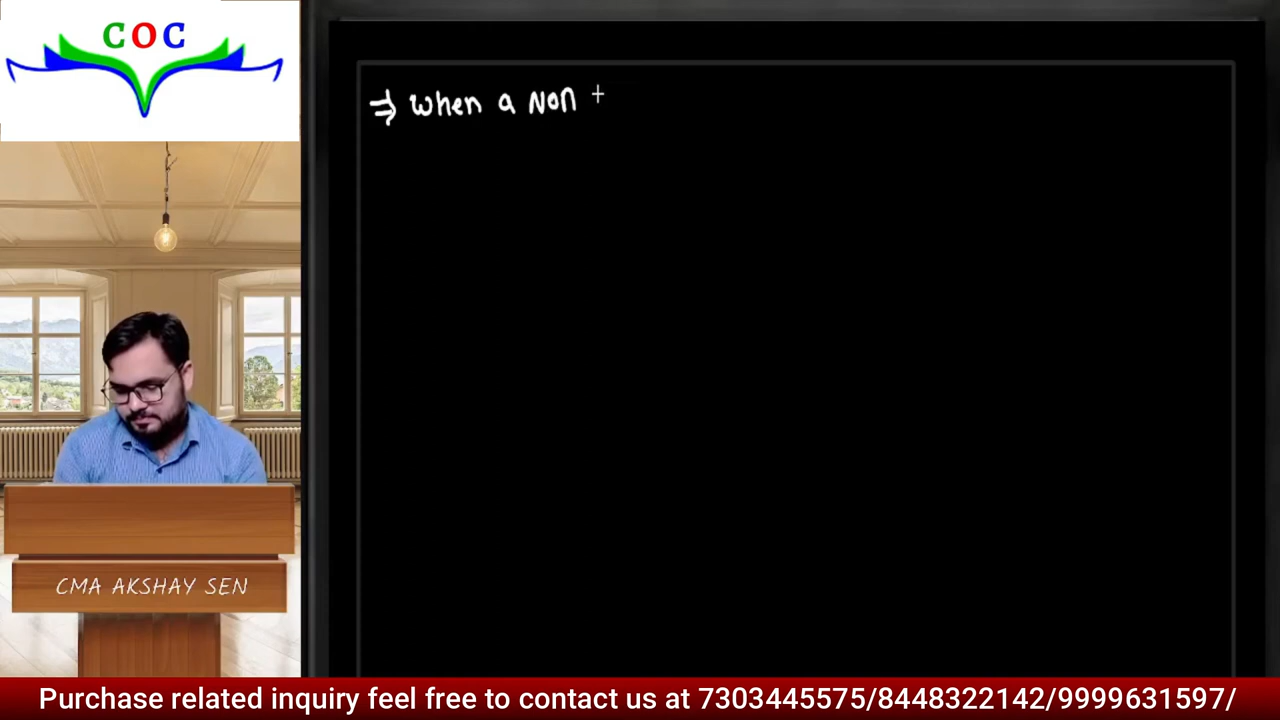 COC
⇒ When a Non
CMA AKSHAY SEN
Purchase related inquiry feel free to contact us at 7303445575/8448322142/9999631597/